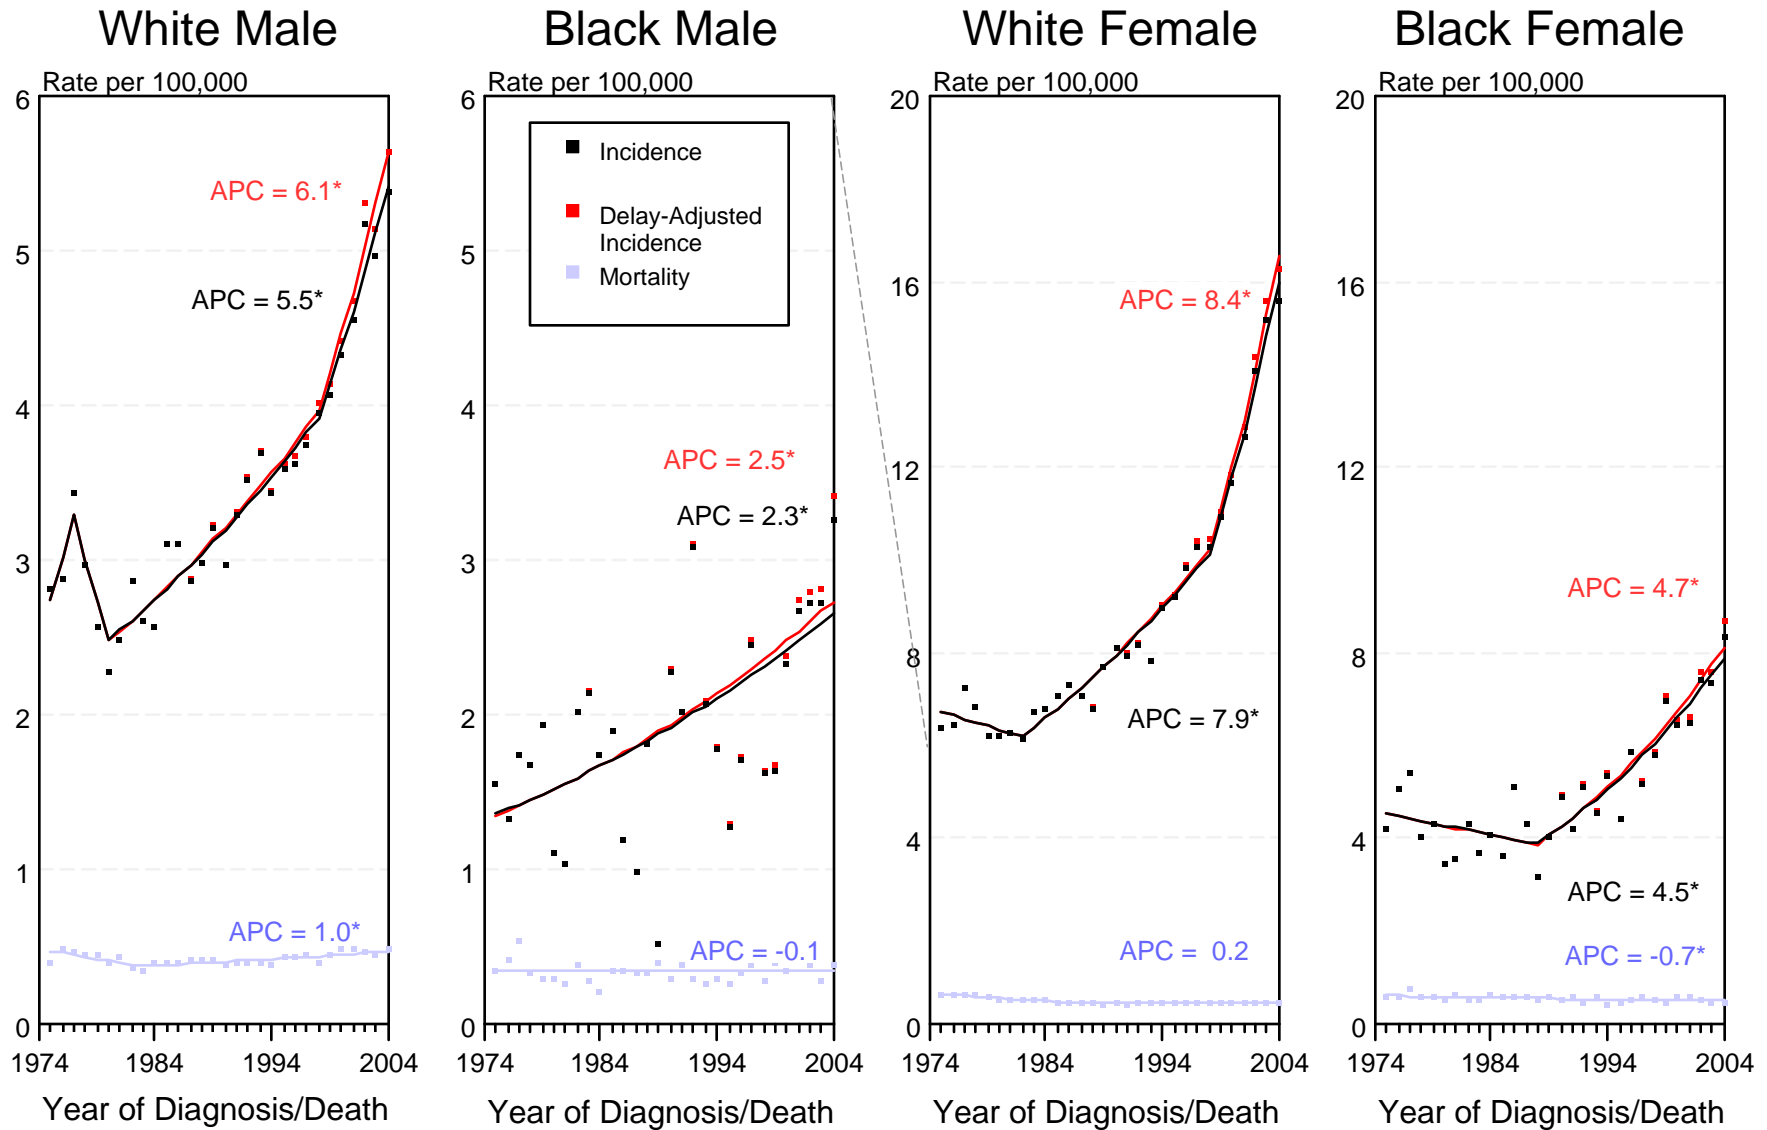 White Male
Black Male
White Female
Black Female
Rate per 100,000
Rate per 100,000
Rate per 100,000
Rate per 100,000
6
5
4
3
2
1
0
APC = 6.1*
APC = 5.5*
APC = 1.0*
1974
1984
1994
2004
Year of Diagnosis/Death
6
5
4
3
2
1
0
Incidence
Delay-Adjusted
Incidence
Mortality
APC = 2.5*
APC = 2.3*
APC = -0.1
1974
1984
1994
2004
Year of Diagnosis/Death
20
16
12
8
4
0
APC = 8.4*
APC = 7.9*
APC = 0.2
1974
1984
1994
2004
Year of Diagnosis/Death
20
16
12
8
4
0
APC = 4.7*
APC = 4.5*
APC = -0.7*
1974
1984
1994
2004
Year of Diagnosis/Death